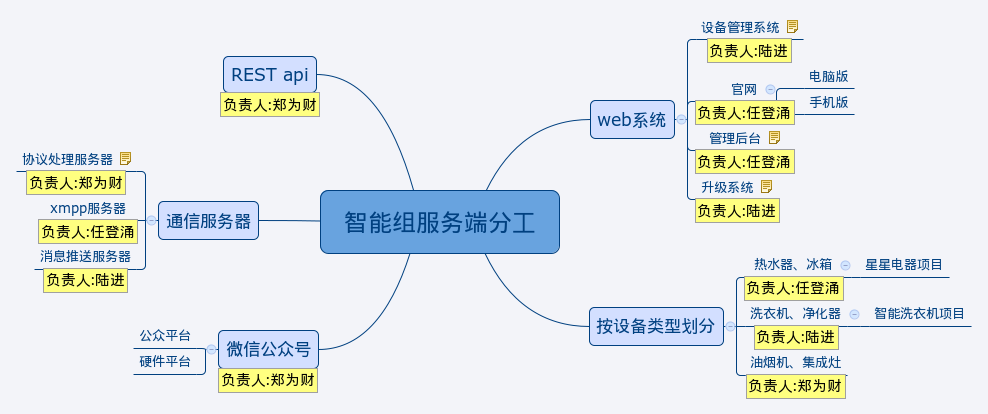 智能组服务端分工
REST api
负责人:郑为财
通信服务器
协议处理服务器
负责人:郑为财
xmpp服务器
负责人:任登涌
消息推送服务器
负责人:陆进
微信公众号
负责人:郑为财
公众平台
硬件平台
web系统
设备管理系统
负责人:陆进
官网
负责人:任登涌
电脑版
手机版
管理后台
负责人:任登涌
升级系统
负责人:陆进
按设备类型划分
热水器、冰箱
负责人:任登涌
星星电器项目
洗衣机、净化器
负责人:陆进
智能洗衣机项目
油烟机、集成灶
负责人:郑为财